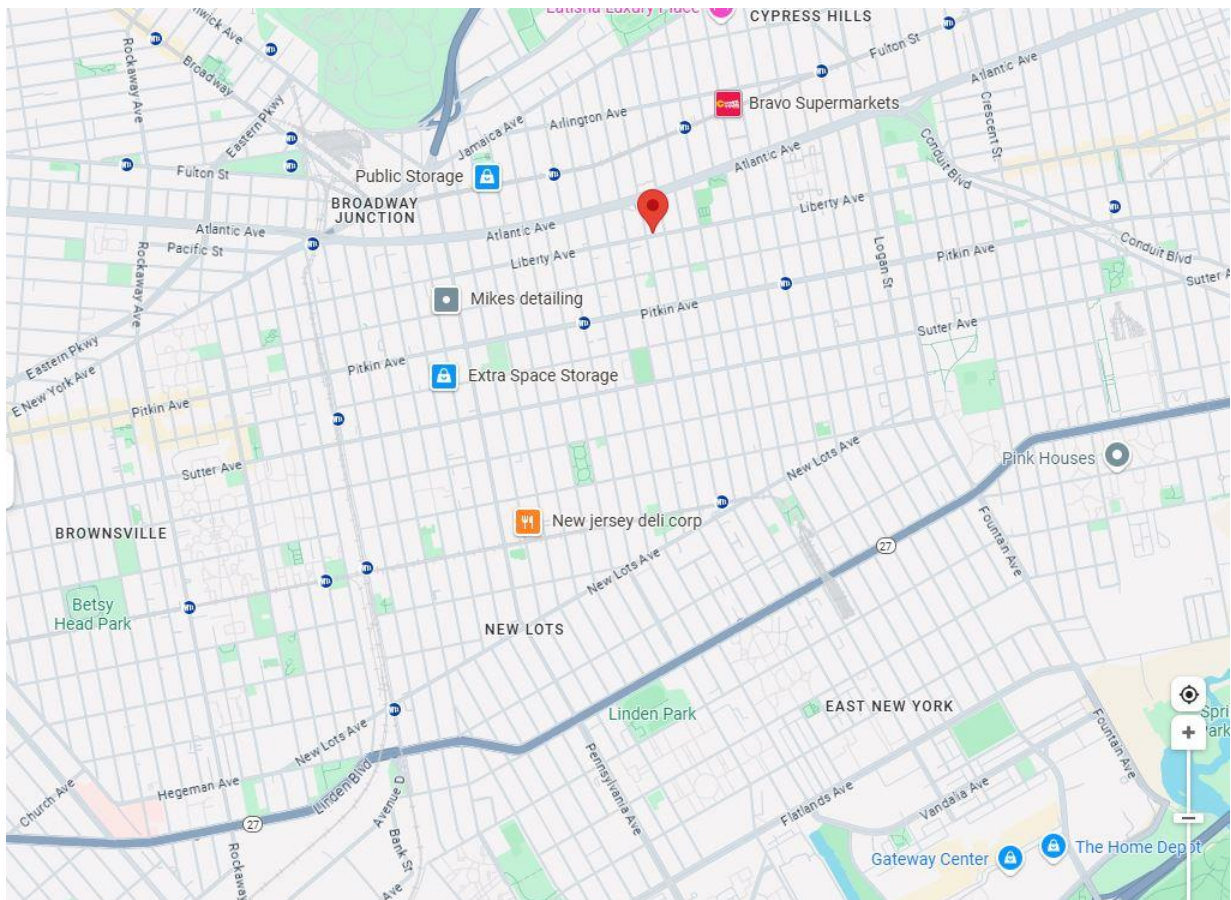 Latisha Luxury Place
CYPRESS HILLS
Rockaway Ave
Broadway
Eastern Pkwy
Fulton St
Atlantic Ave
Crescent St
Bravo Supermarkets
Arlington Ave
Jamaica Ave
Atlantic Ave
Conduit Blvd
Fulton St
Public Storage
BROADWAY
JUNCTION
Liberty Ave
Atlantic Ave
Pacific St
Atlantic Ave
Liberty Ave
Logan St
Pitkin Ave
Conduit Blvd
Rockaway Ave
Mikes detailing
Pitkin Ave
Sutter Ave
Eastern Pkwy
E New York Ave
Pitkin Ave
Extra Space Storage
Pitkin Ave
Sutter Ave
New Lots Ave
Pink Houses
BROWNSVILLE
New jersey deli corp
27
Fountain Ave
New Lots Ave
Betsy
Head Park
NEW LOTS
Linden Park
EAST NEW YORK
New Lots Ave
Fountain Ave
Pennsylvania Ave
Hegeman Ave
Linden Blvd
Avenue D
Church Ave
27
Flatlands Ave
Vandalia Ave
Bank St
Rockaway
Ave
Gateway Center
The Home Depot